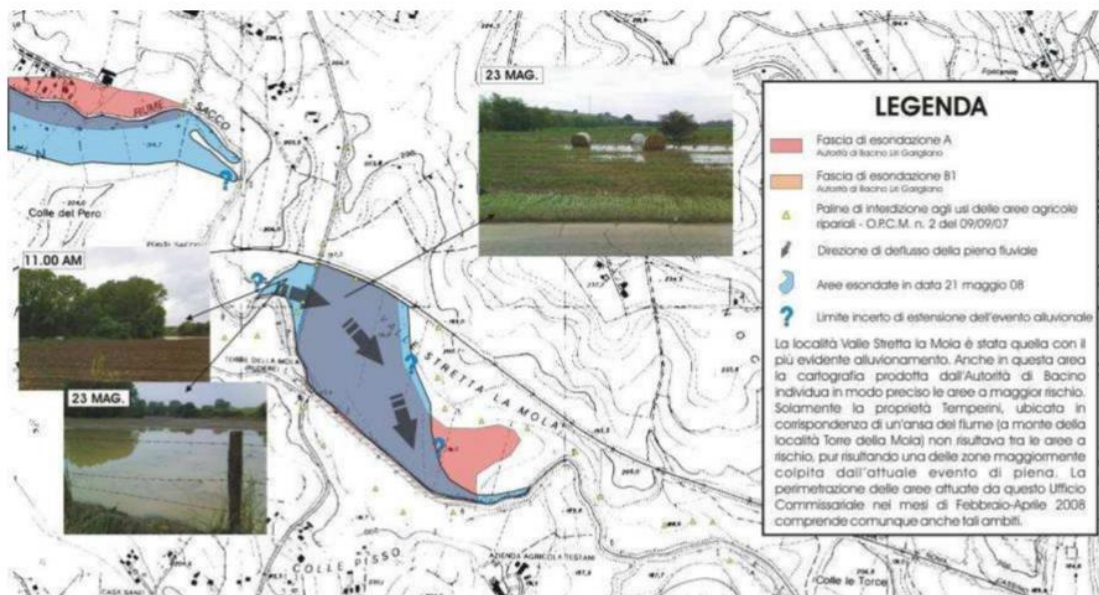 23 MAG.
FIUME
SACCO
Colle del Pero
11.00 AM
23 MAG.
VALLE STRETTA LA MOLA
TORRE DELLA MOLA
COLLE PISSO
AZIENDA AGRICOLA TESTANI
Colle le Torce
LEGENDA
Fascia di esondazione A
Autorità di Bacino Liri Garigliano
Fascia di esondazione B1
Autorità di Bacino Liri Garigliano
Paline di interdizione agli usi delle aree agricole
ripariali - O.P.C.M. n. 2 del 09/09/07
Direzione di deflusso della piena fluviale
Aree esondate in data 21 maggio 08
? Limite incerto di estensione dell'evento alluvionale
La località Valle Stretta la Mola è stata quella con il
più evidente alluvionamento. Anche in questa area
la cartografia prodotta dall'Autorità di Bacino
individua in modo preciso le aree a maggior rischio.
Solamente la proprietà Temperini, ubicata in
corrispondenza di un'ansa del fiume (a monte della
località Torre della Mola) non risultava tra le aree a
rischio, pur risultando una delle zone maggiormente
colpita dall'attuale evento di piena. La
perimetrazione delle aree attuate da questo Ufficio
Commissariale nei mesi di Febbraio-Aprile 2008
comprende comunque anche tali ambiti.